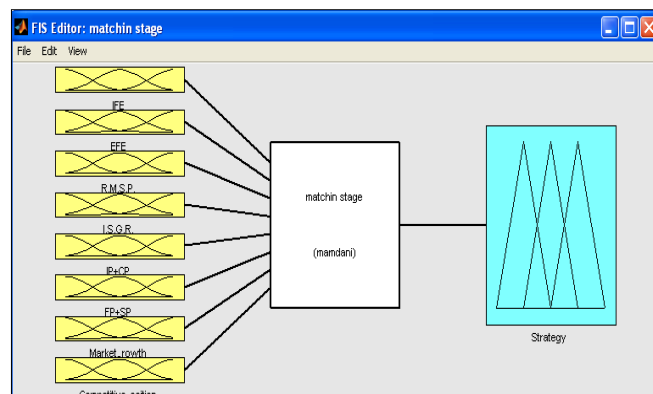 FIS Editor: matchin stage
File Edit View
IFE
EFE
R.M.S.P.
I.S.G.R.
IP+CP
FP+SP
Market_rowth
matchin stage
(mamdani)
Strategy